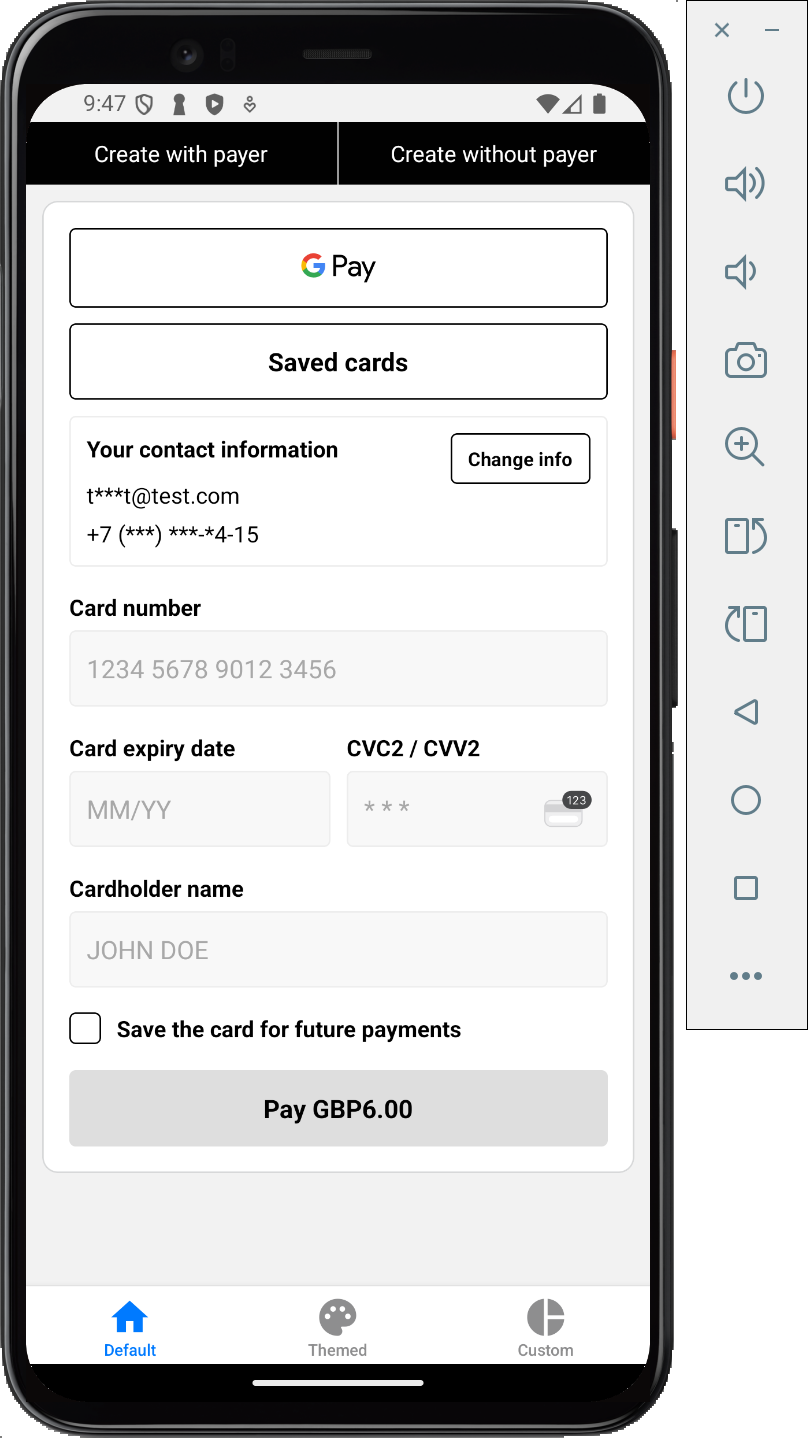 9:47
Create with payer
Create without payer
G Pay
Saved cards
Your contact information
Change info
t***t@test.com
+7 (***) ***-*4-15
Card number
1234 5678 9012 3456
Card expiry date
CVC2 / CVV2
MM/YY
* * *
123
Cardholder name
JOHN DOE
Save the card for future payments
Pay GBP6.00
Default
Themed
Custom